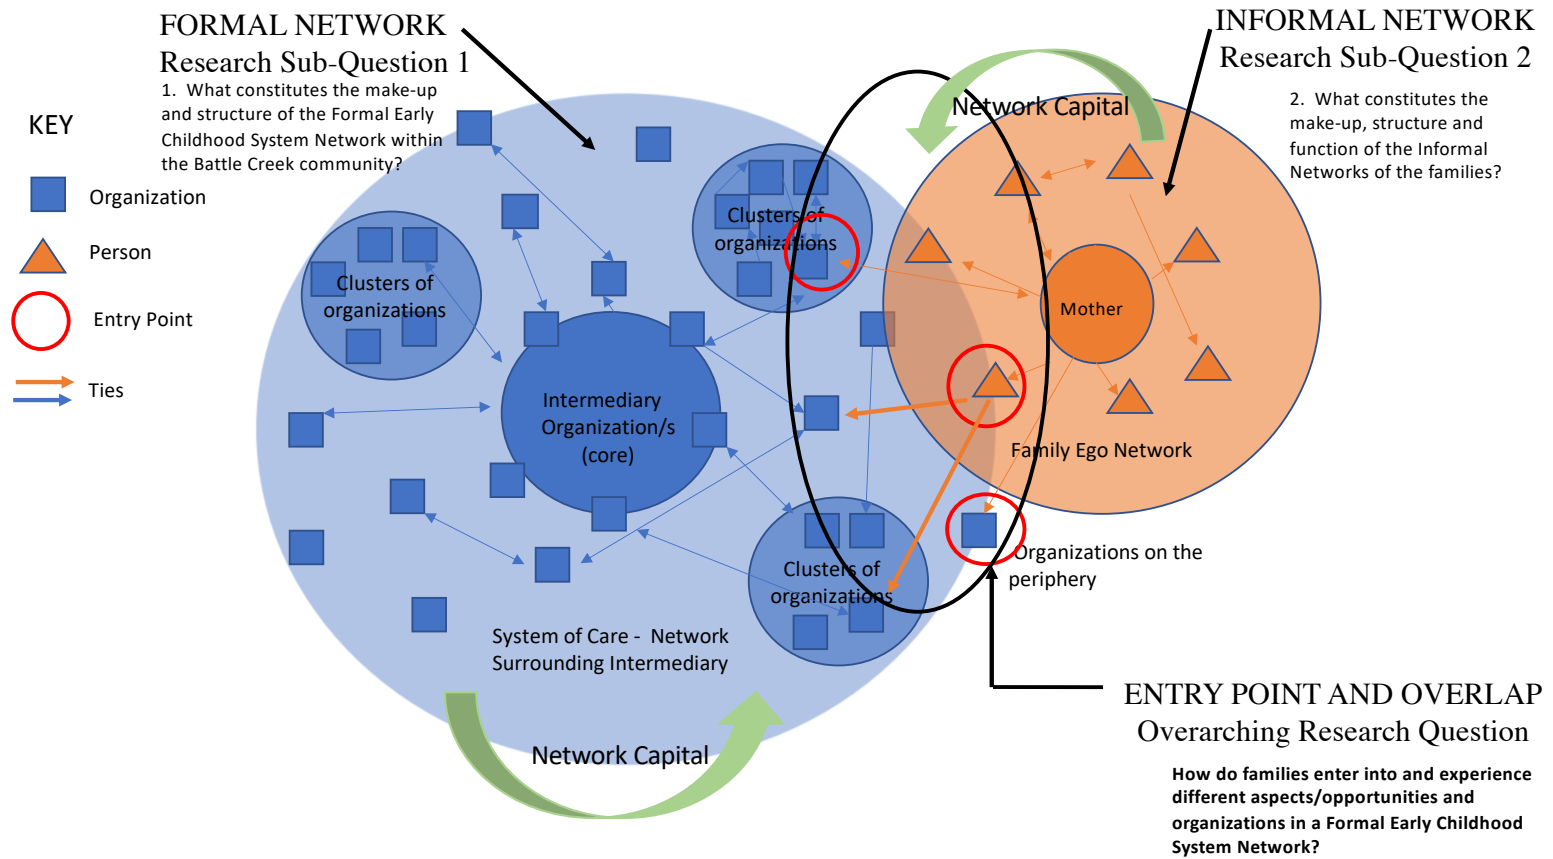 FORMAL NETWORK
Research Sub-Question 1
1. What constitutes the make-up
and structure of the Formal Early
Childhood System Network within
the Battle Creek community?
INFORMAL NETWORK
Research Sub-Question 2
2. What constitutes the
make-up, structure and
function of the Informal
Networks of the families?
KEY
Organization
Person
Entry Point
Ties
Network Capital
Clusters of
organizations
Clusters of
organizations
Mother
Intermediary
Organization/s
(core)
Family Ego Network
Organizations on the
periphery
Clusters of
organizations
System of Care - Network
Surrounding Intermediary
Network Capital
ENTRY POINT AND OVERLAP
Overarching Research Question
How do families enter into and experience
different aspects/opportunities and
organizations in a Formal Early Childhood
System Network?